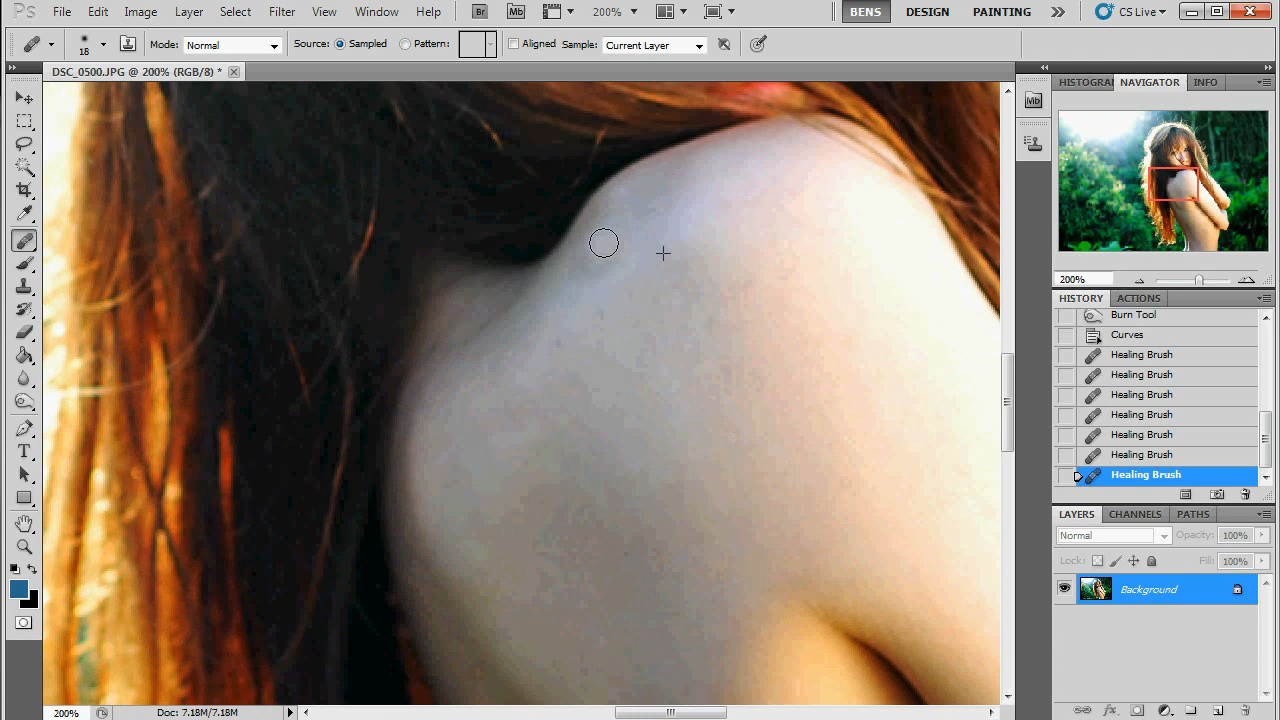 Ps File Edit Image Layer Select Filter View Window Help Br Mb 200% BENS DESIGN PAINTING CS Live
18 Mode: Normal Source: Sampled Pattern: Aligned Sample: Current Layer
DSC_0500.JPG @ 200% (RGB/8) *
HISTOGRAM NAVIGATOR INFO
Mb
200%
HISTORY ACTIONS
Burn Tool
Curves
Healing Brush
Healing Brush
Healing Brush
Healing Brush
Healing Brush
Healing Brush
Healing Brush
LAYERS CHANNELS PATHS
Normal Opacity: 100%
Lock: Fill: 100%
Background
200% Doc: 7.18M/7.18M